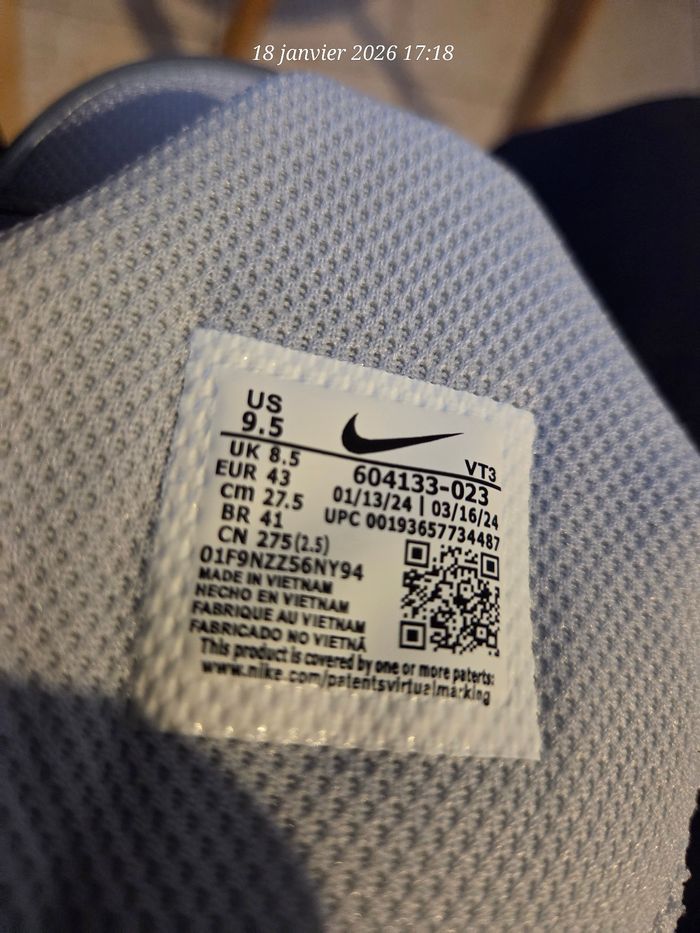 18 janvier 2026 17:18
US
9.5
UK 8.5
EUR 43
cm 27.5
BR 41
CN 275(2.5)
VT3
604133-023
01/13/24 | 03/16/24
UPC 00193657734487
01F9NZZ56NY94
MADE IN VIETNAM
HECHO EN VIETNAM
FABRIQUE AU VIETNAM
FABRICADO NO VIETNÃ
This product is covered by one or more patents:
www.nike.com/patentsvirtualmarking